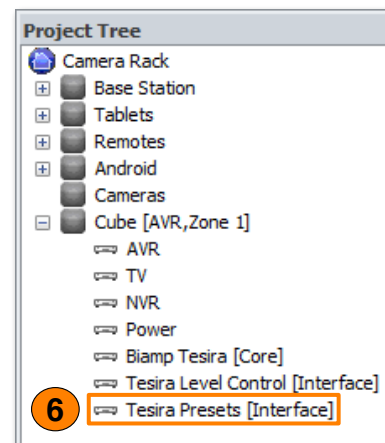 Project Tree
Camera Rack
Base Station
Tablets
Remotes
Android
Cameras
Cube [AVR,Zone 1]
AVR
TV
NVR
Power
Biamp Tesira [Core]
Tesira Level Control [Interface]
6 Tesira Presets [Interface]